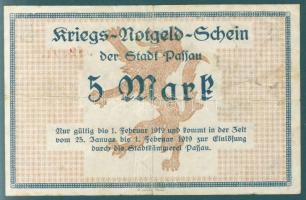 Kriegs-Notgeld-Schein
der Stadt Passau
5 Mark
Nur gültig bis 1. Februar 1919 und kommt in der Zeit
vom 25. Januar bis 1. Februar 1919 zur Einlösung
durch die Stadtkämmerei Passau.